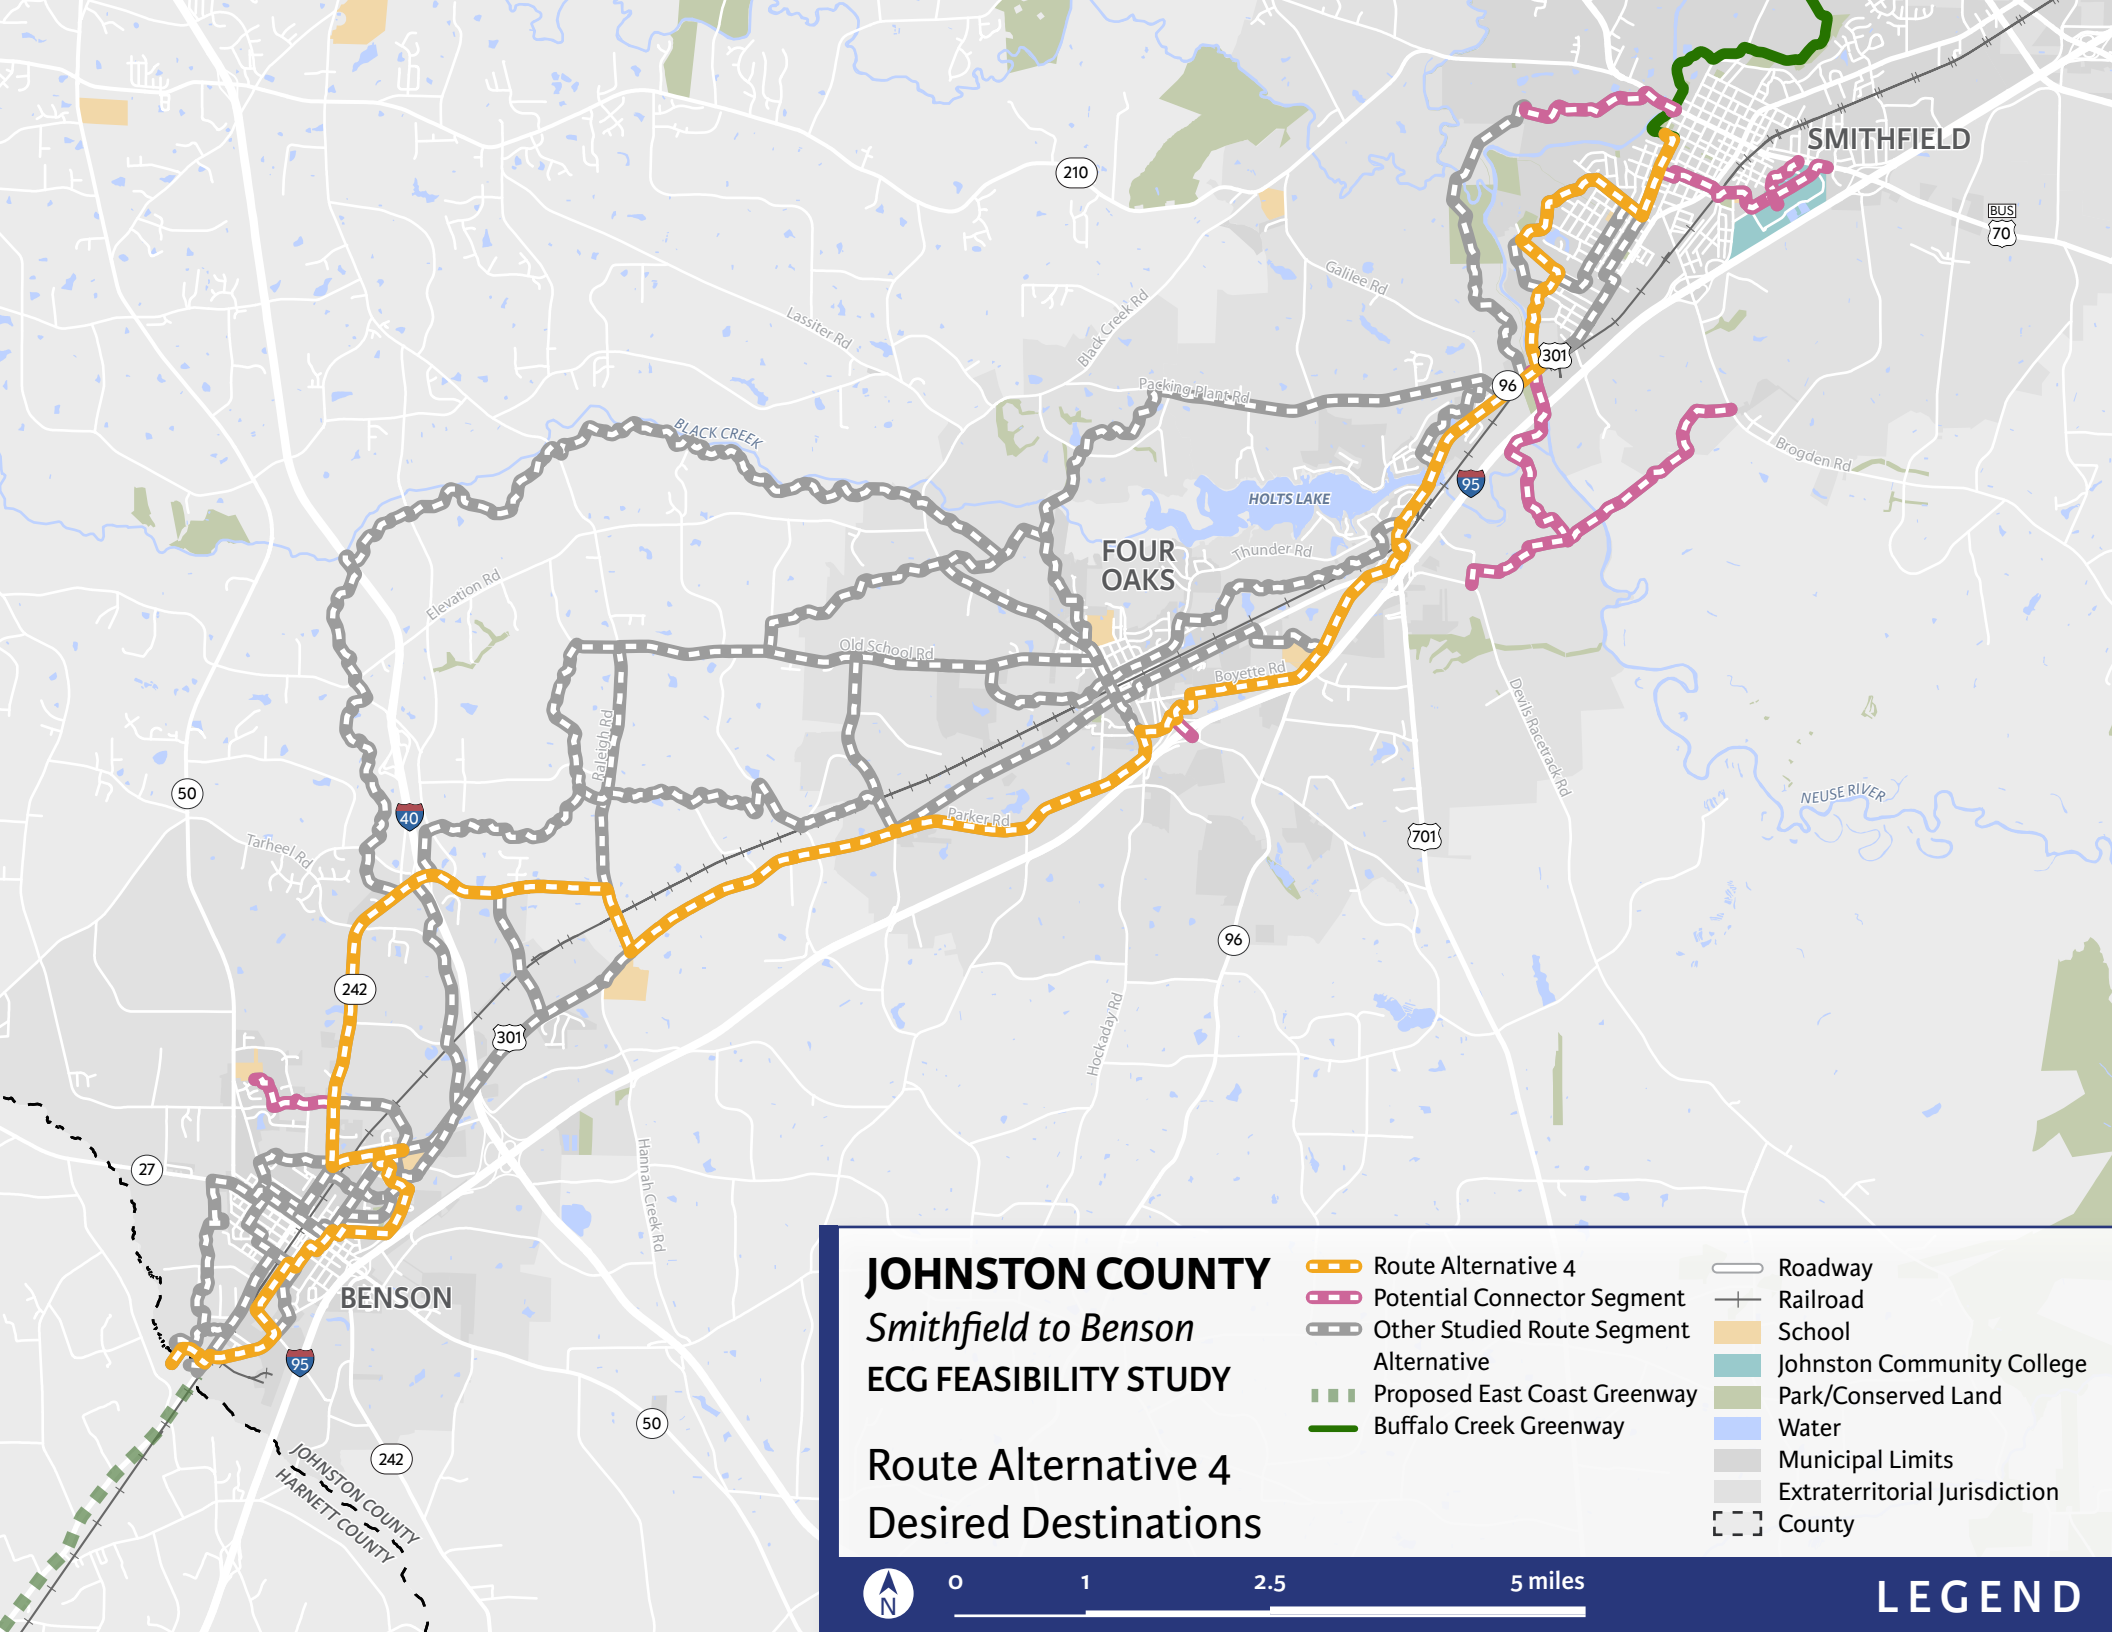 SMITHFIELD
210
BUS
70
Galilee Rd
Lassiter Rd
Black Creek Rd
301
96
Packing Plant Rd
BLACK CREEK
Brogden Rd
95
HOLTS LAKE
FOUR
OAKS
Thunder Rd
Elevation Rd
Old School Rd
Boyette Rd
Devils Racetrack Rd
Raleigh Rd
50
40
NEUSE RIVER
Parker Rd
701
Tarheel Rd
96
242
301
Hockaday Rd
27
Hannah Creek Rd
BENSON
95
50
242
JOHNSTON COUNTY
HARNETT COUNTY
JOHNSTON COUNTY
Smithfield to Benson
ECG FEASIBILITY STUDY
Route Alternative 4
Desired Destinations
Route Alternative 4
Potential Connector Segment
Other Studied Route Segment
Alternative
Proposed East Coast Greenway
Buffalo Creek Greenway
Roadway
Railroad
School
Johnston Community College
Park/Conserved Land
Water
Municipal Limits
Extraterritorial Jurisdiction
County
N
0 1 2.5 5 miles
LEGEND